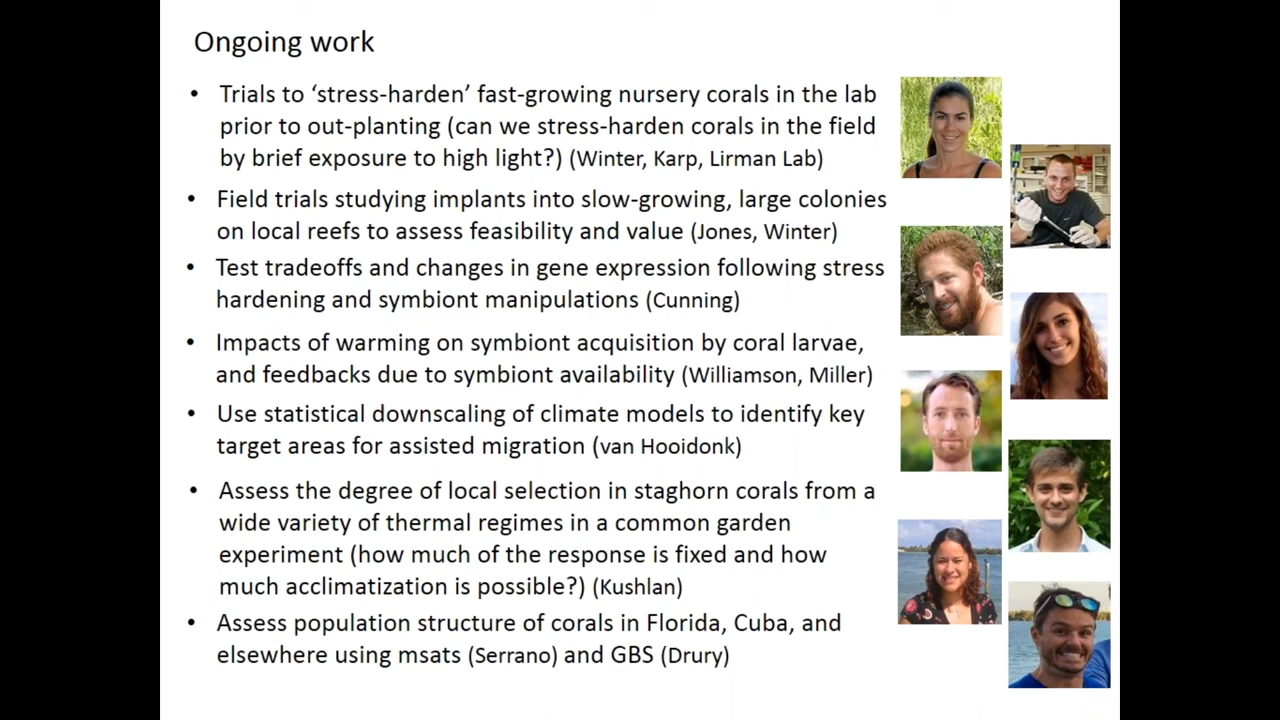 Ongoing work
• Trials to ‘stress-harden’ fast-growing nursery corals in the lab
prior to out-planting (can we stress-harden corals in the field
by brief exposure to high light?) (Winter, Karp, Lirman Lab)
• Field trials studying implants into slow-growing, large colonies
on local reefs to assess feasibility and value (Jones, Winter)
• Test tradeoffs and changes in gene expression following stress
hardening and symbiont manipulations (Cunning)
• Impacts of warming on symbiont acquisition by coral larvae,
and feedbacks due to symbiont availability (Williamson, Miller)
• Use statistical downscaling of climate models to identify key
target areas for assisted migration (van Hooidonk)
• Assess the degree of local selection in staghorn corals from a
wide variety of thermal regimes in a common garden
experiment (how much of the response is fixed and how
much acclimatization is possible?) (Kushlan)
• Assess population structure of corals in Florida, Cuba, and
elsewhere using msats (Serrano) and GBS (Drury)